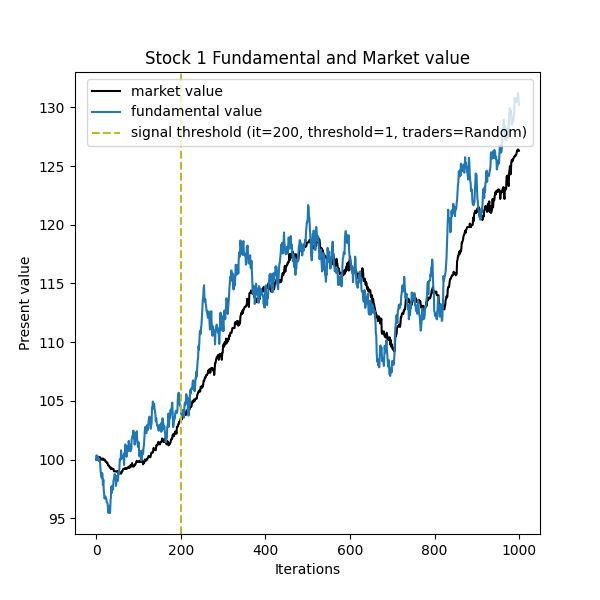 Stock 1 Fundamental and Market value
market value
fundamental value
signal threshold (it=200, threshold=1, traders=Random)
130
125
120
115
110
105
100
95
Present value
0 200 400 600 800 1000
Iterations